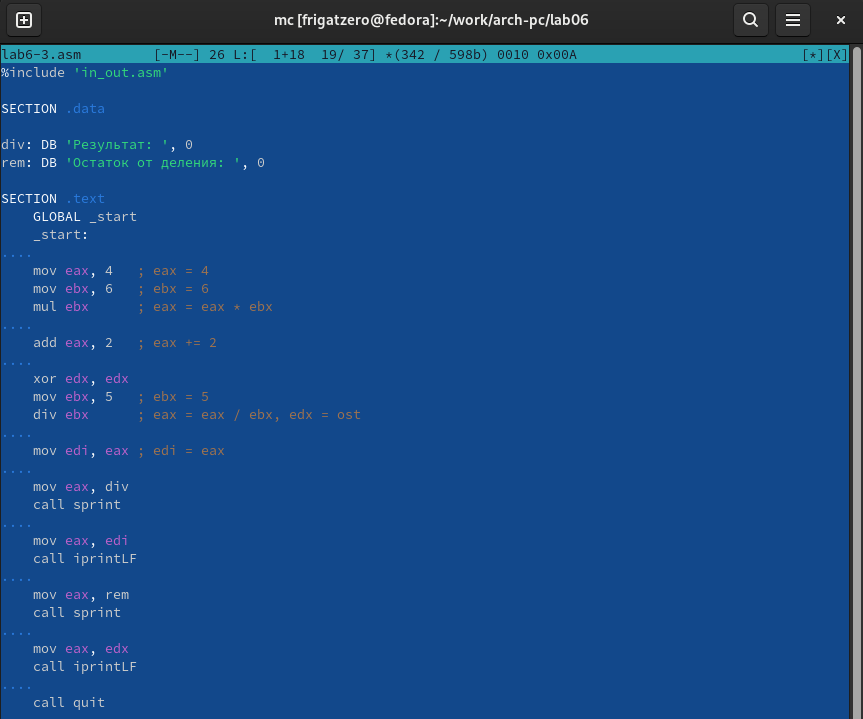 mc [frigatzero@fedora]:~/work/arch-pc/lab06
lab6-3.asm [-M--] 26 L:[ 1+18 19/ 37] *(342 / 598b) 0010 0x00A [*][X]
%include 'in_out.asm'
SECTION .data
div: DB 'Результат: ', 0
rem: DB 'Остаток от деления: ', 0
SECTION .text
GLOBAL _start
_start:
....
mov eax, 4 ; eax = 4
mov ebx, 6 ; ebx = 6
mul ebx ; eax = eax * ebx
....
add eax, 2 ; eax += 2
....
xor edx, edx
mov ebx, 5 ; ebx = 5
div ebx ; eax = eax / ebx, edx = ost
....
mov edi, eax ; edi = eax
....
mov eax, div
call sprint
....
mov eax, edi
call iprintLF
....
mov eax, rem
call sprint
....
mov eax, edx
call iprintLF
....
call quit